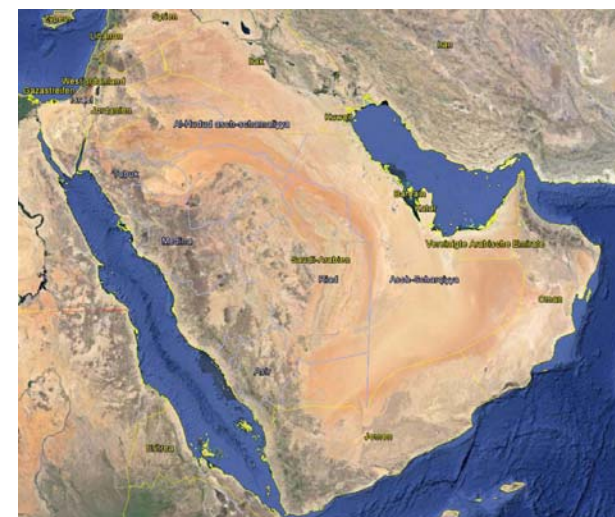 Zypern
Syrien
Libanon
Irak
Iran
Westjordanland
Gazastreifen
Israel
Jordanien
Kuwait
Al-Hudud asch-schamaliyya
Tabuk
Bahrain
Katar
Medina
Vereinigte Arabische Emirate
Saudi-Arabien
Riad
Asch-Scharqiyya
Oman
Asir
Jemen
Eritrea